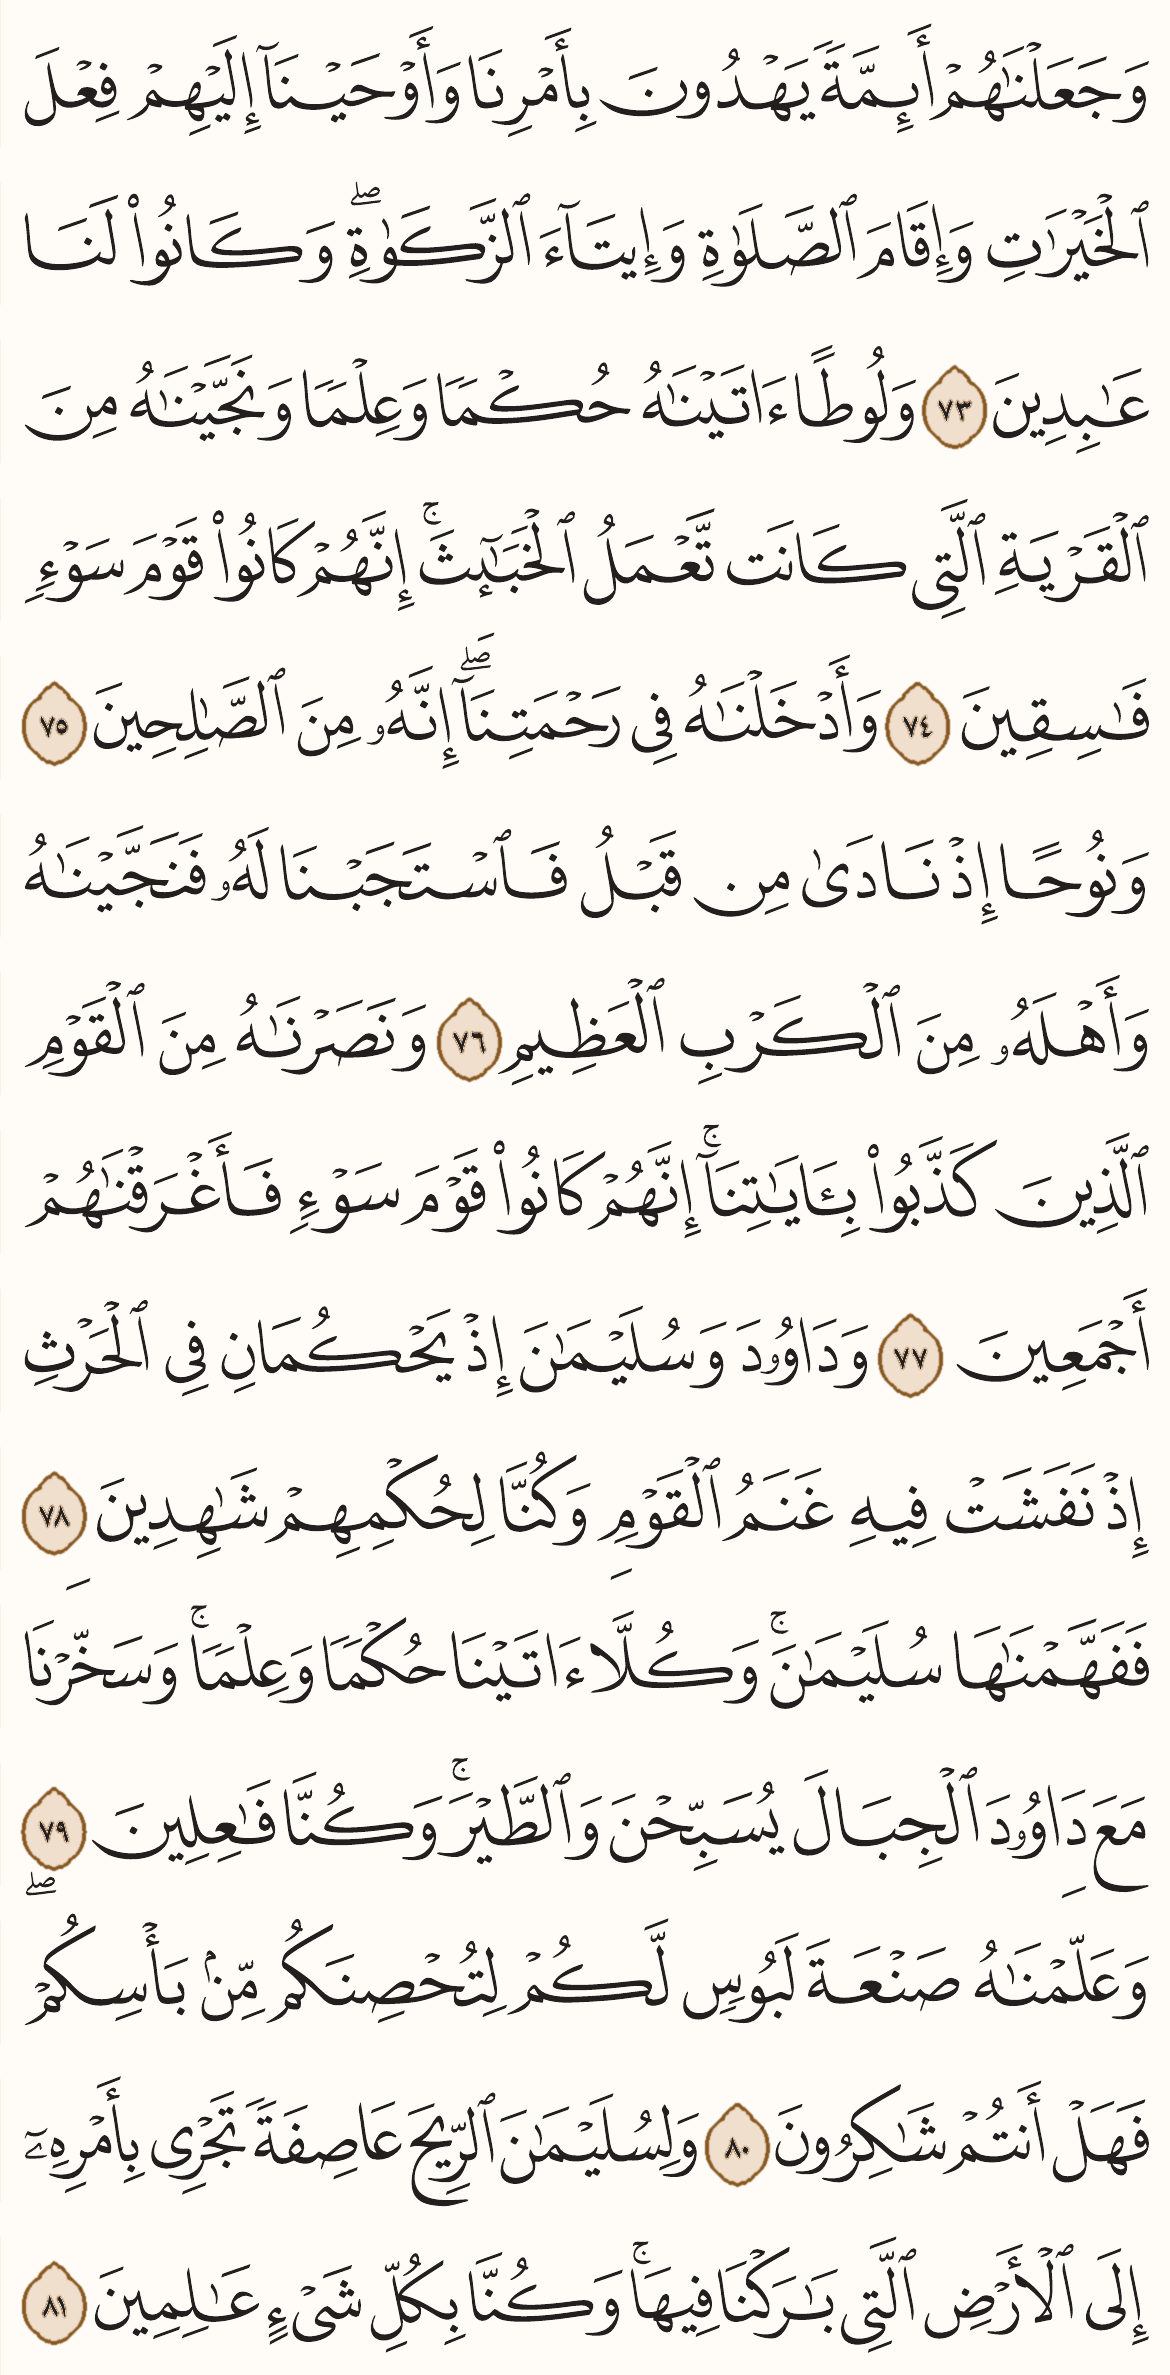 وَجَعَلْنَٰهُمْ أَئِمَّةً يَهْدُونَ بِأَمْرِنَا وَأَوْحَيْنَآ إِلَيْهِمْ فِعْلَ
ٱلْخَيْرَٰتِ وَإِقَامَ ٱلصَّلَوٰةِ وَإِيتَآءَ ٱلزَّكَوٰةِ ۖ وَكَانُوا۟ لَنَا
عَٰبِدِينَ ٧٣ وَلُوطًا ءَاتَيْنَٰهُ حُكْمًا وَعِلْمًا وَنَجَّيْنَٰهُ مِنَ
ٱلْقَرْيَةِ ٱلَّتِى كَانَت تَّعْمَلُ ٱلْخَبَٰٓئِثَ ۚ إِنَّهُمْ كَانُوا۟ قَوْمَ سَوْءٍ
فَٰسِقِينَ ٧٤ وَأَدْخَلْنَٰهُ فِى رَحْمَتِنَآ ۖ إِنَّهُۥ مِنَ ٱلصَّٰلِحِينَ ٧٥
وَنُوحًا إِذْ نَادَىٰ مِن قَبْلُ فَٱسْتَجَبْنَا لَهُۥ فَنَجَّيْنَٰهُ
وَأَهْلَهُۥ مِنَ ٱلْكَرْبِ ٱلْعَظِيمِ ٧٦ وَنَصَرْنَٰهُ مِنَ ٱلْقَوْمِ
ٱلَّذِينَ كَذَّبُوا۟ بِـَٔايَٰتِنَآ ۚ إِنَّهُمْ كَانُوا۟ قَوْمَ سَوْءٍ فَأَغْرَقْنَٰهُمْ
أَجْمَعِينَ ٧٧ وَدَاوُۥدَ وَسُلَيْمَٰنَ إِذْ يَحْكُمَانِ فِى ٱلْحَرْثِ
إِذْ نَفَشَتْ فِيهِ غَنَمُ ٱلْقَوْمِ وَكُنَّا لِحُكْمِهِمْ شَٰهِدِينَ ٧٨
فَفَهَّمْنَٰهَا سُلَيْمَٰنَ ۚ وَكُلًّا ءَاتَيْنَا حُكْمًا وَعِلْمًا ۚ وَسَخَّرْنَا
مَعَ دَاوُۥدَ ٱلْجِبَالَ يُسَبِّحْنَ وَٱلطَّيْرَ ۚ وَكُنَّا فَٰعِلِينَ ٧٩
وَعَلَّمْنَٰهُ صَنْعَةَ لَبُوسٍ لَّكُمْ لِتُحْصِنَكُم مِّنۢ بَأْسِكُمْ ۖ
فَهَلْ أَنتُمْ شَٰكِرُونَ ٨٠ وَلِسُلَيْمَٰنَ ٱلرِّيحَ عَاصِفَةً تَجْرِى بِأَمْرِهِۦٓ
إِلَى ٱلْأَرْضِ ٱلَّتِى بَٰرَكْنَا فِيهَا ۚ وَكُنَّا بِكُلِّ شَىْءٍ عَٰلِمِينَ ٨١